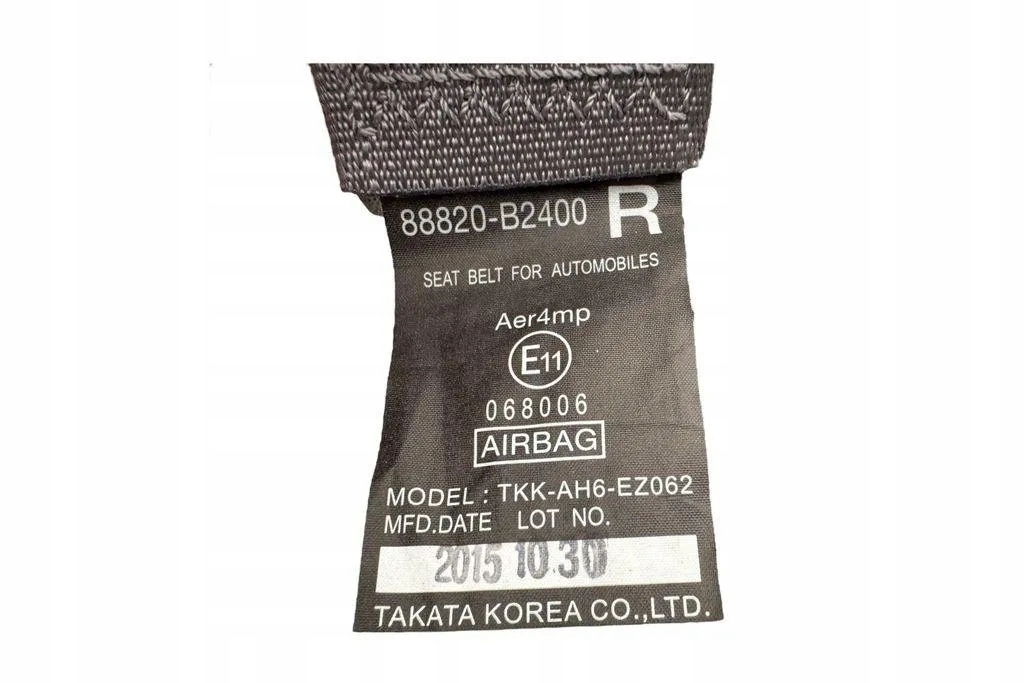 88820-B2400 R
SEAT BELT FOR AUTOMOBILES
Aer4mp
E11
068006
AIRBAG
MODEL : TKK-AH6-EZ062
MFD.DATE LOT NO.
2015 10.30
TAKATA KOREA CO.,LTD.